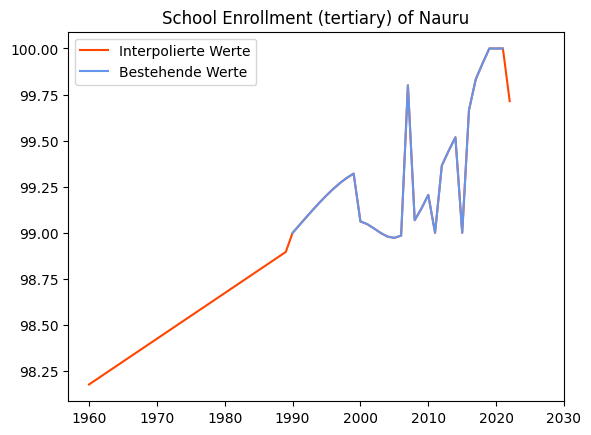 School Enrollment (tertiary) of Nauru
Interpolierte Werte
Bestehende Werte
100.00
99.75
99.50
99.25
99.00
98.75
98.50
98.25
1960 1970 1980 1990 2000 2010 2020 2030